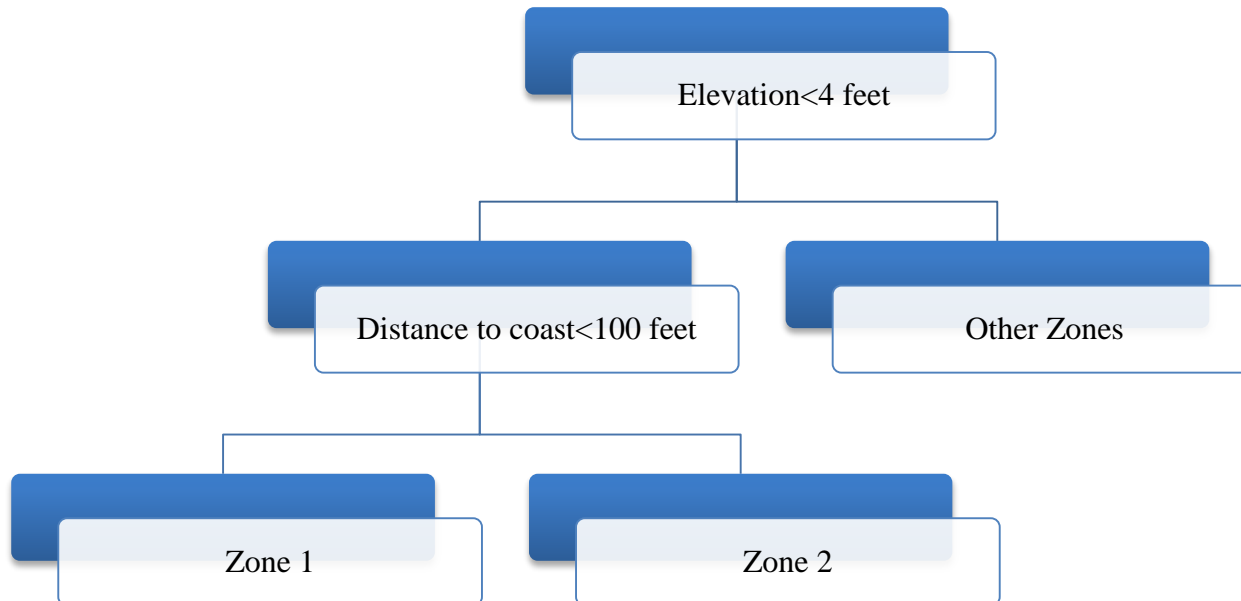 Elevation<4 feet
Distance to coast<100 feet
Other Zones
Zone 1
Zone 2